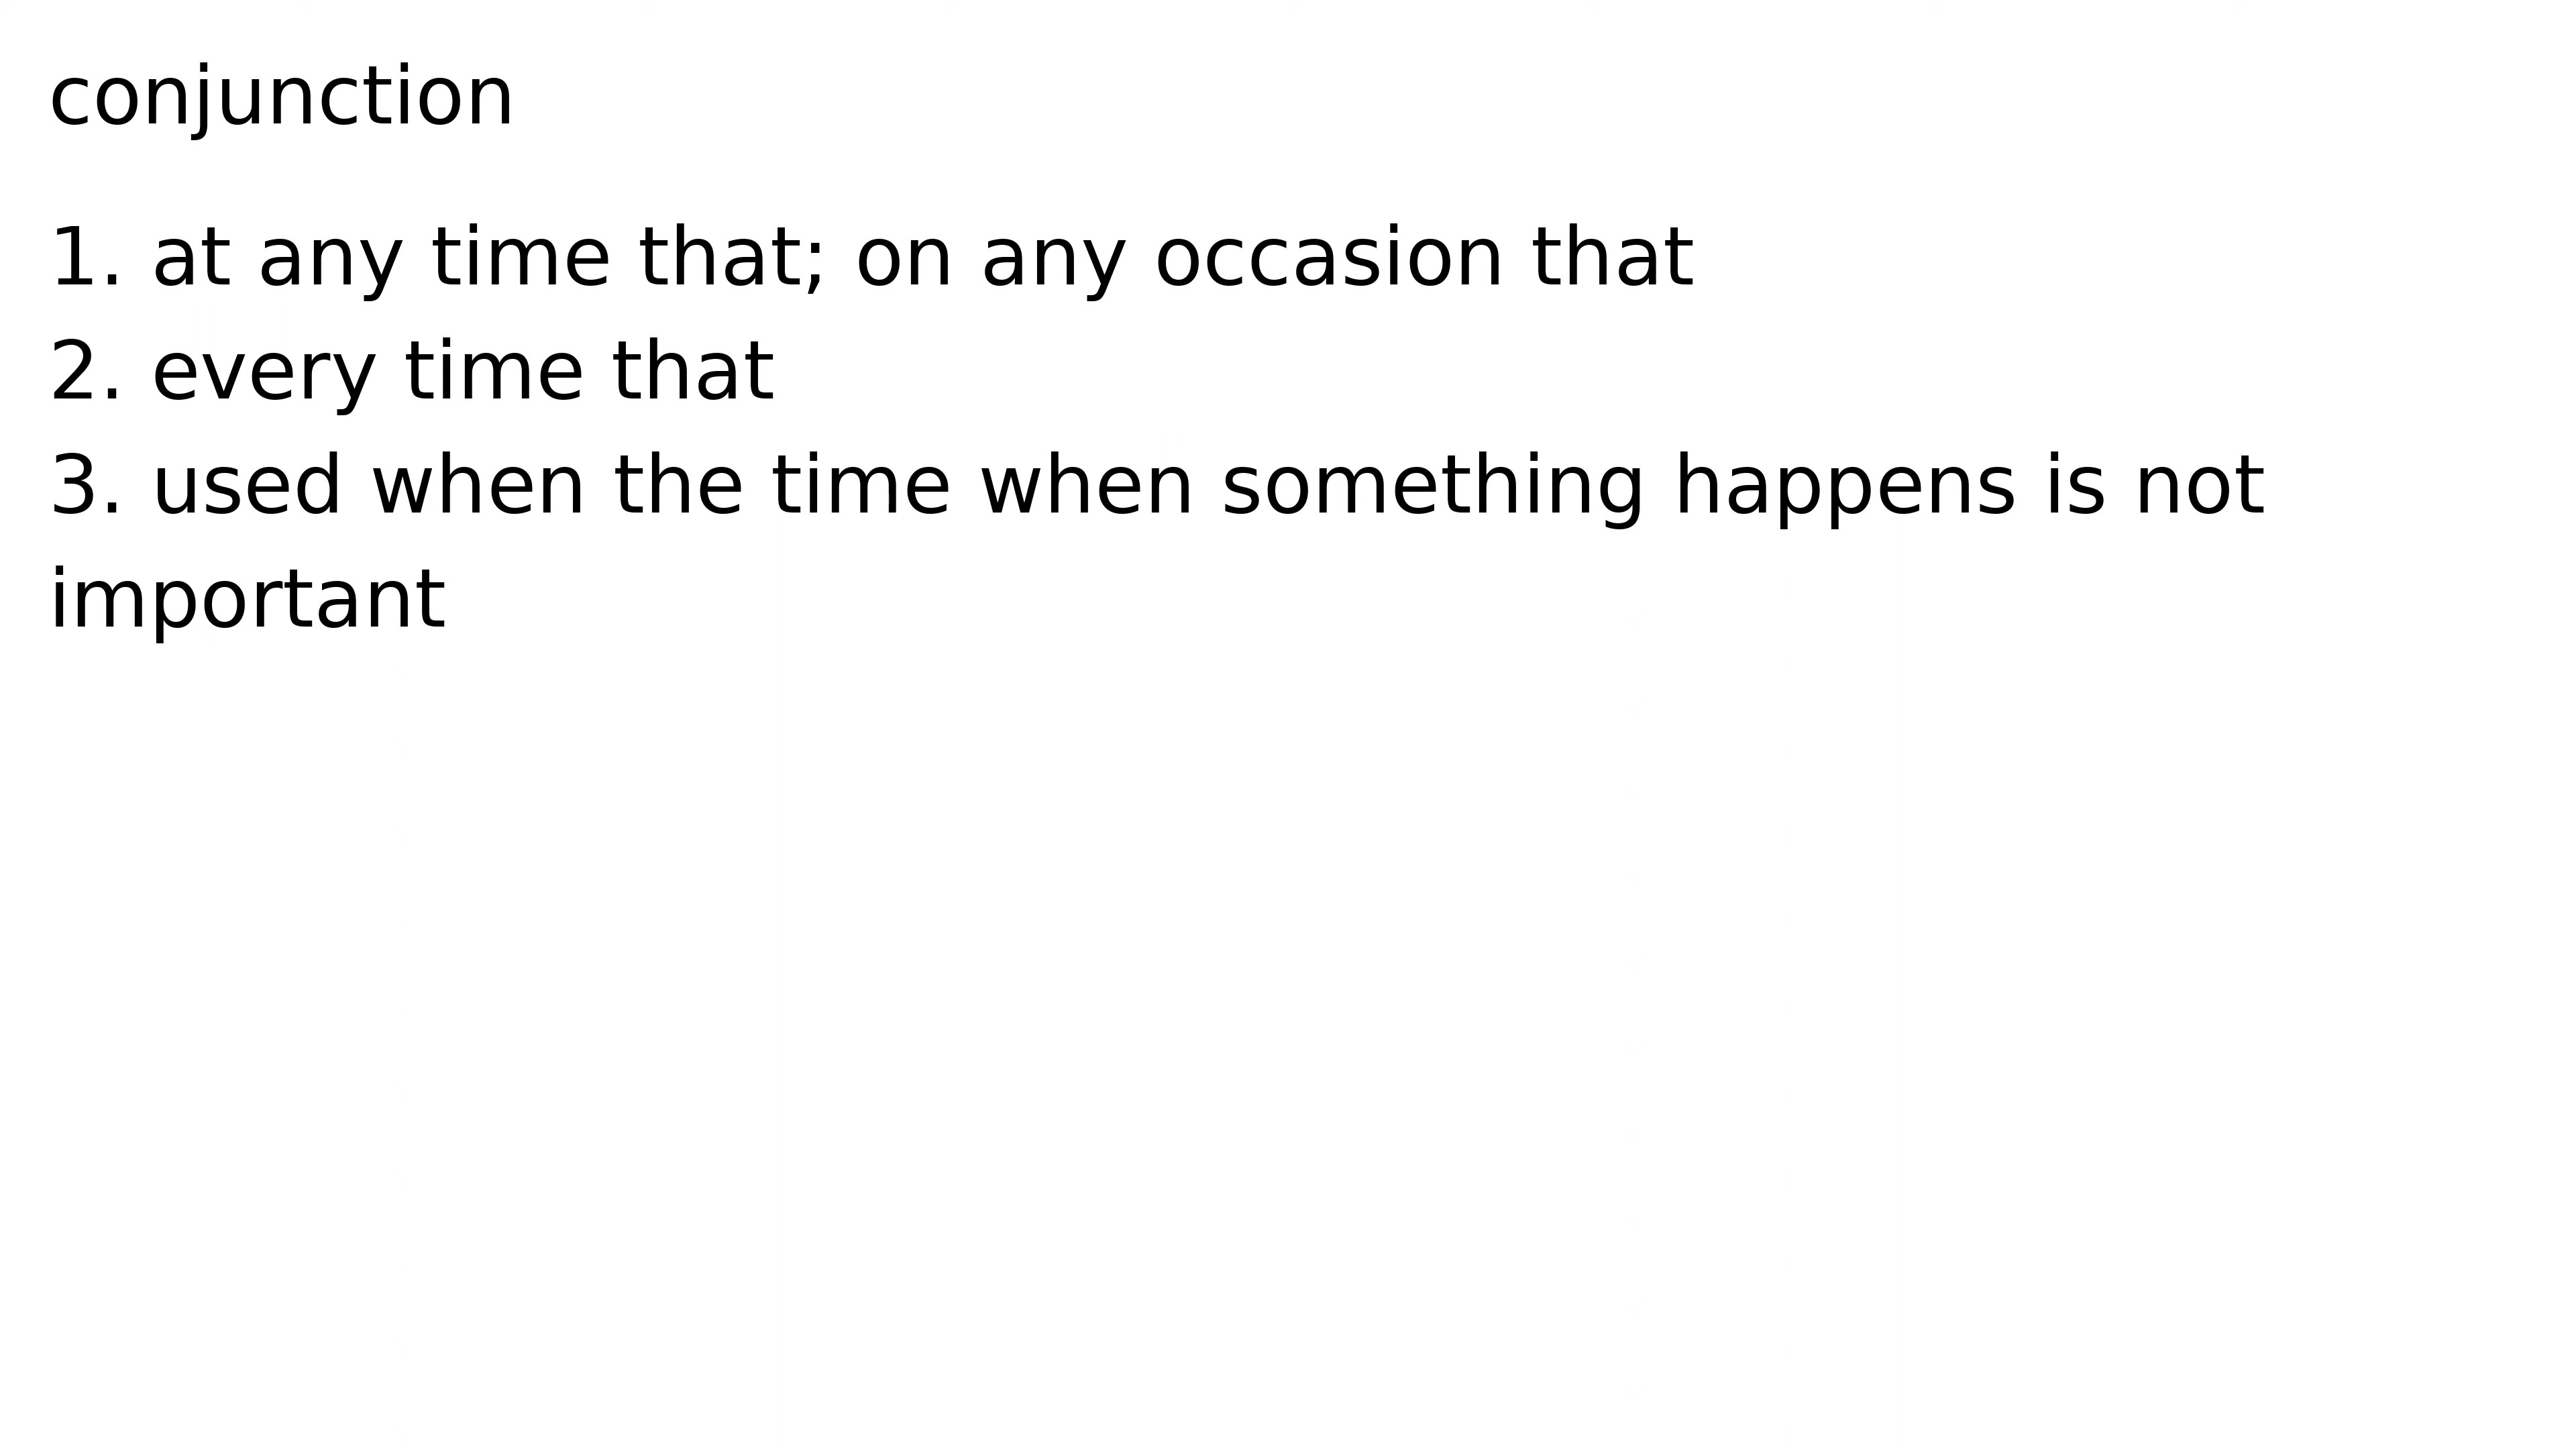 conjunction
1. at any time that; on any occasion that
2. every time that
3. used when the time when something happens is not
important